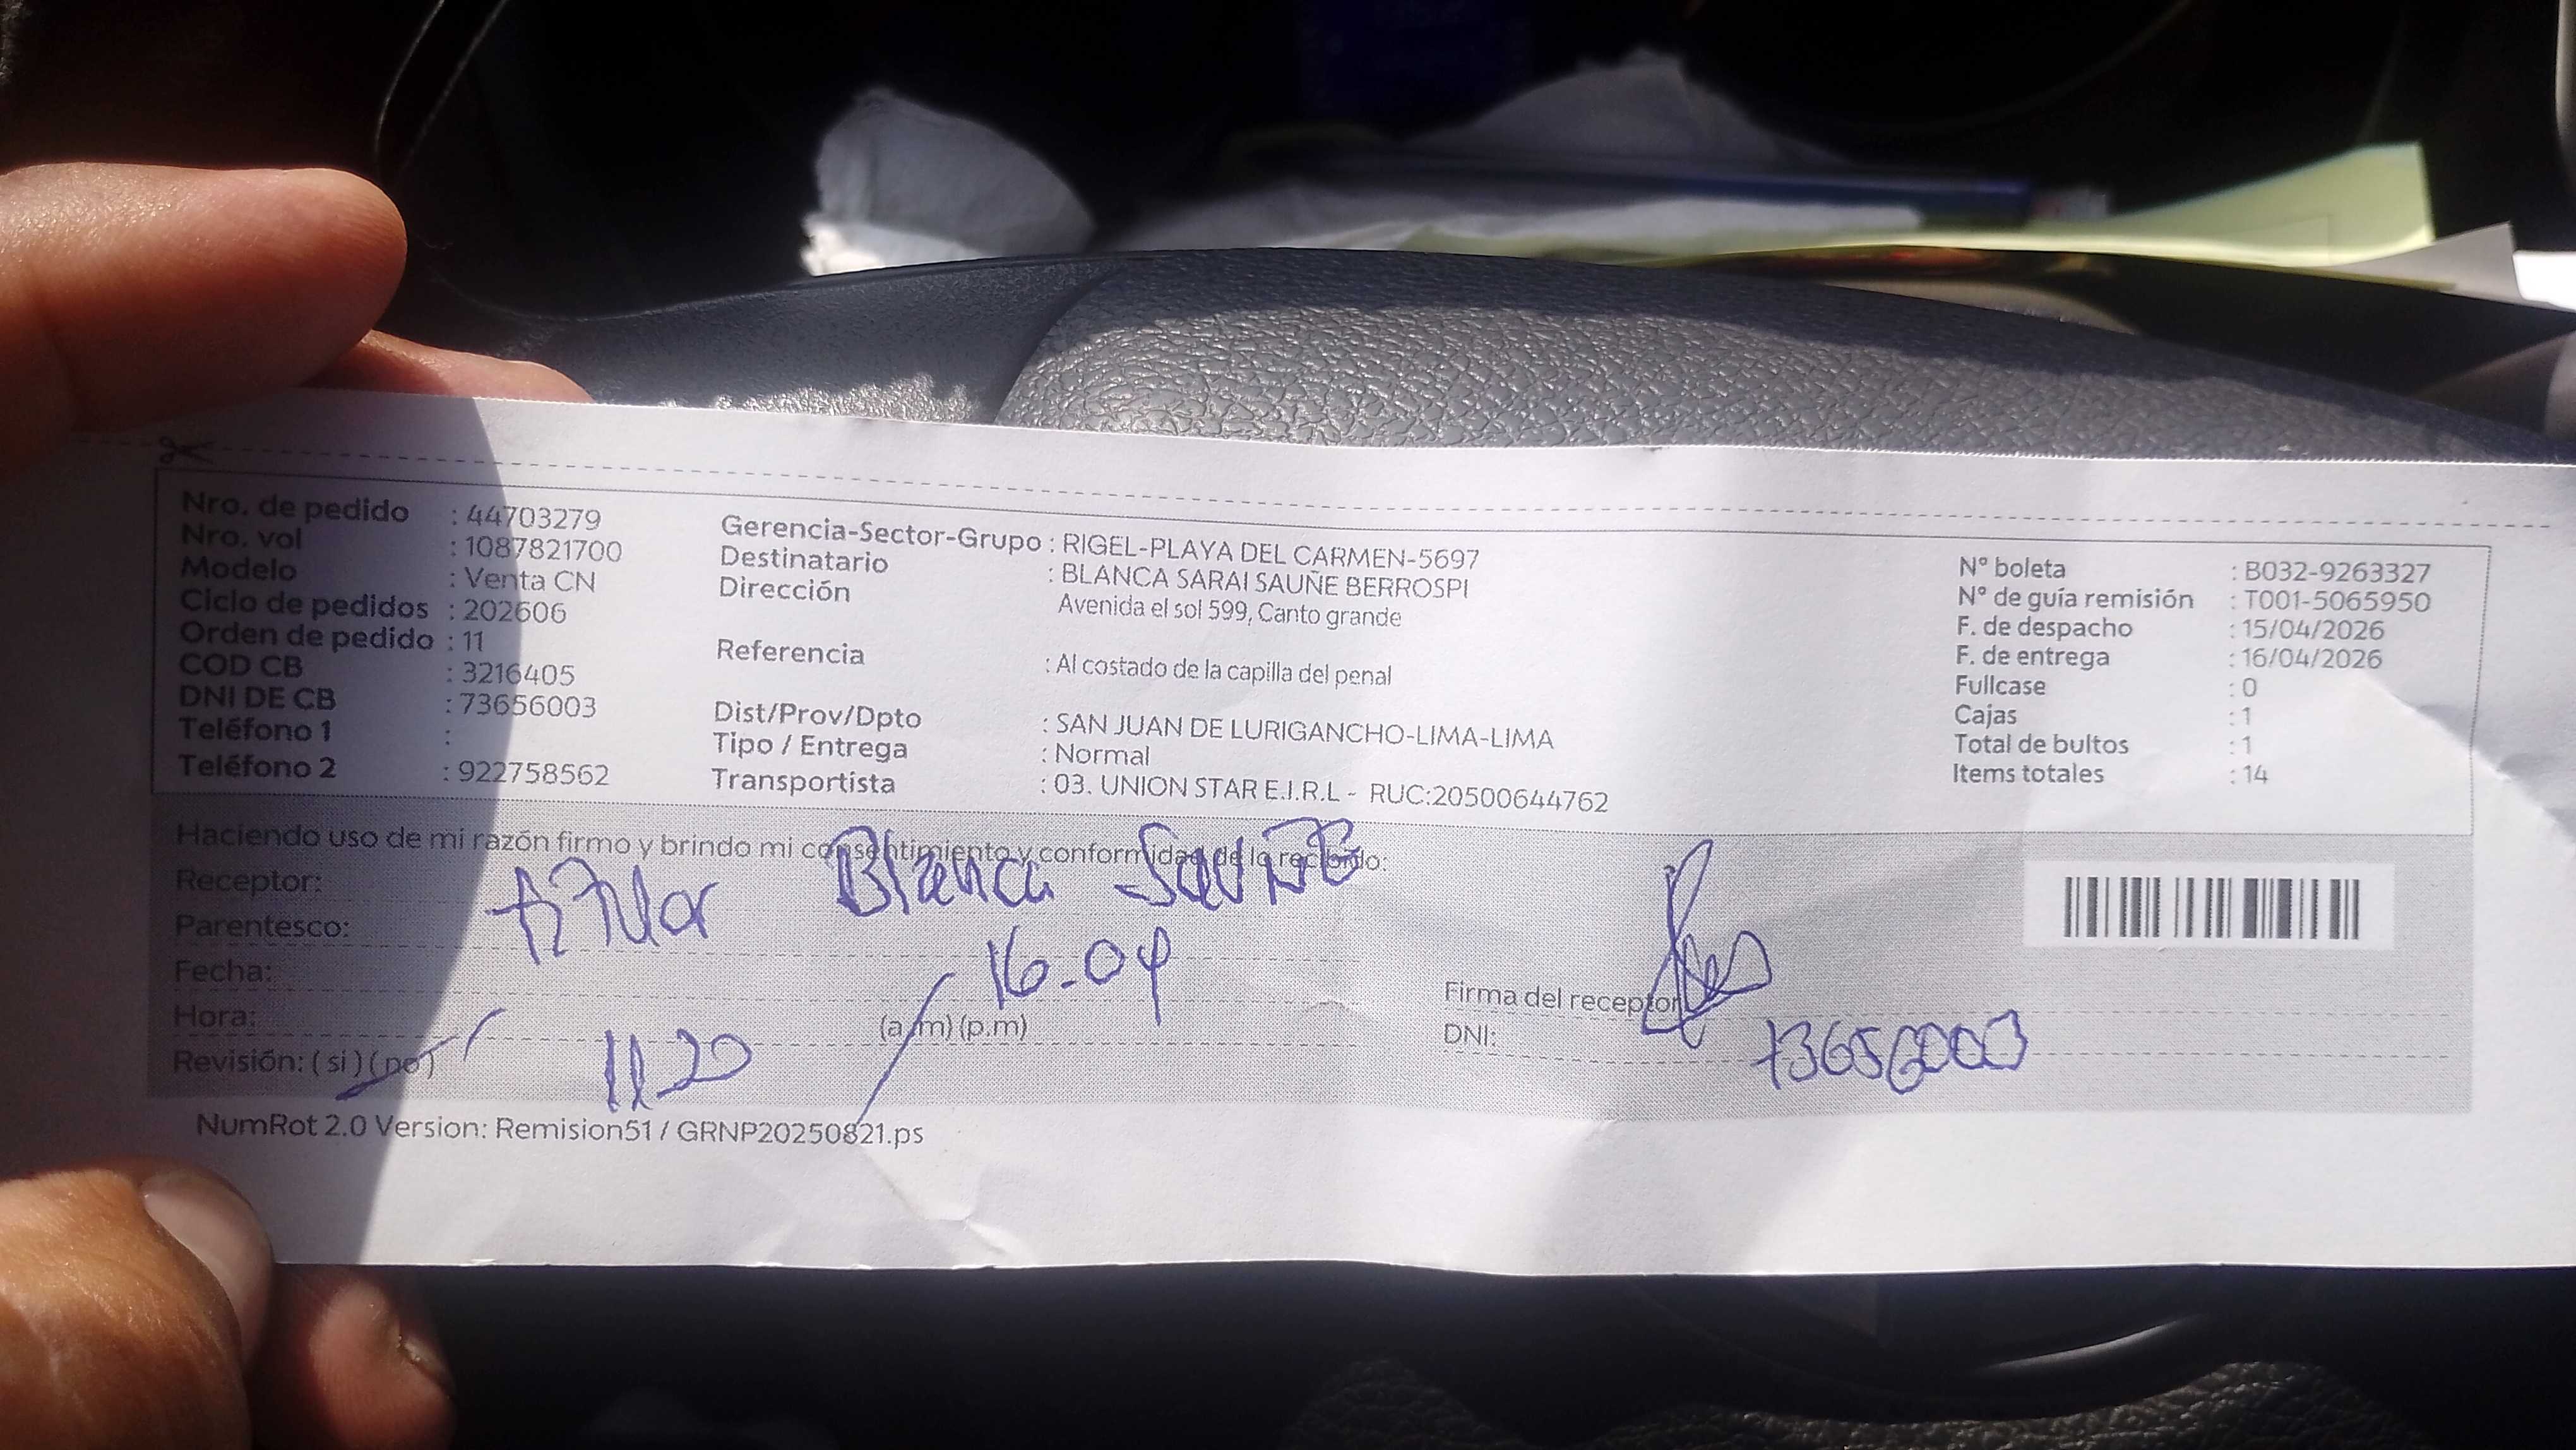 Nro. de pedido : 44703279
Nro. vol : 1087821700
Modelo : Venta CN
Ciclo de pedidos : 202606
Orden de pedido : 11
COD CB : 3216405
DNI DE CB : 73656003
Teléfono 1 :
Teléfono 2 : 922758562
Gerencia-Sector-Grupo : RIGEL-PLAYA DEL CARMEN-5697
Destinatario : BLANCA SARAI SAUÑE BERROSPI
Dirección Avenida el sol 599, Canto grande
Referencia : Al costado de la capilla del penal
Dist/Prov/Dpto : SAN JUAN DE LURIGANCHO-LIMA-LIMA
Tipo / Entrega : Normal
Transportista : 03. UNION STAR E.I.R.L - RUC:20500644762
N° boleta : B032-9263327
N° de guía remisión : T001-5065950
F. de despacho : 15/04/2026
F. de entrega : 16/04/2026
Fullcase : 0
Cajas : 1
Total de bultos : 1
Items totales : 14
Haciendo uso de mi razón firmo y brindo mi consentimiento y conformidad de lo recibido:
Receptor: Blanca Sauñe
Parentesco: titular
Fecha: 16-04
Hora: 11 20 (a.m) (p.m)
Revisión: ( si ) ( no )
Firma del receptor
DNI: 73656003
NumRot 2.0 Version: Remision51 / GRNP20250821.ps